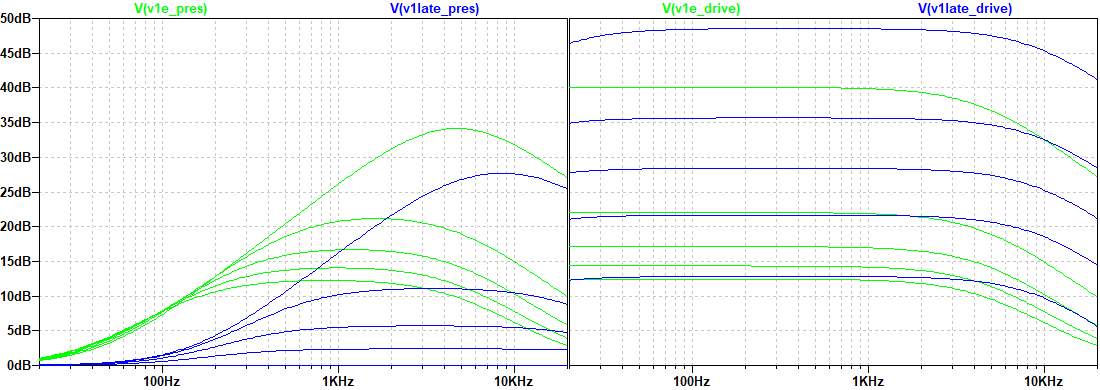 V(v1e_pres) V(v1late_pres) V(v1e_drive) V(v1late_drive)
50dB
45dB
40dB
35dB
30dB
25dB
20dB
15dB
10dB
5dB
0dB
100Hz 1KHz 10KHz 100Hz 1KHz 10KHz